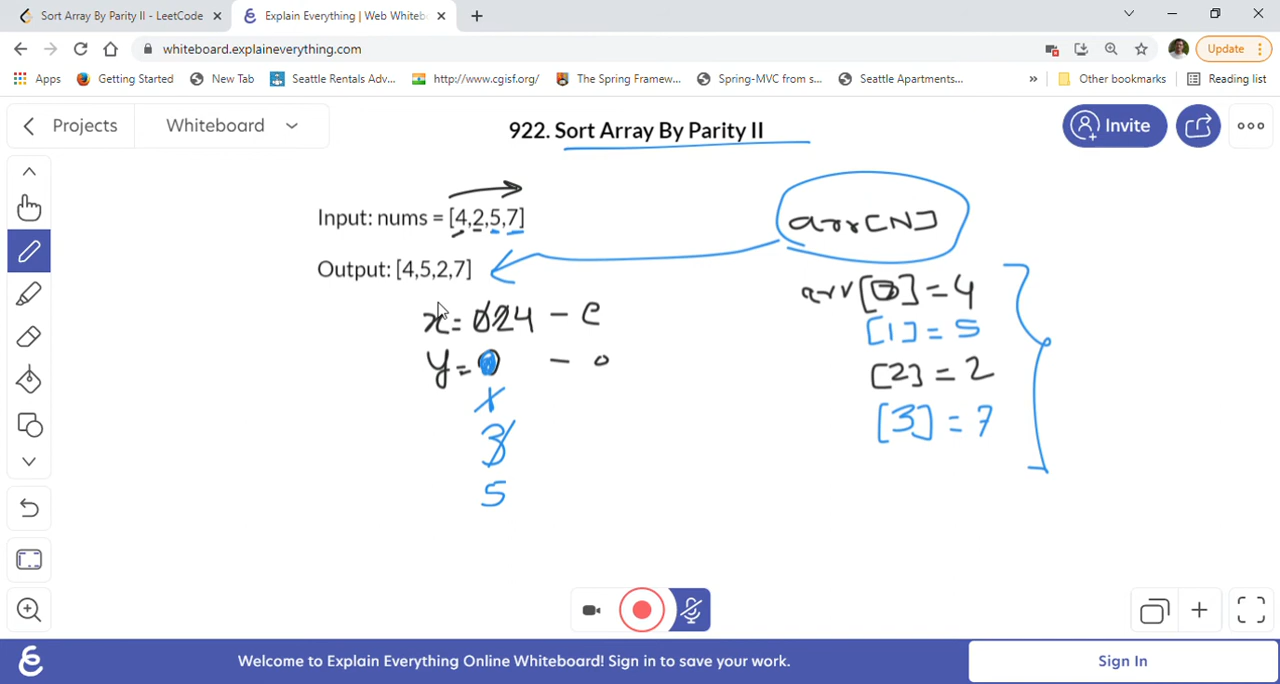 Sort Array By Parity II - LeetCode
Explain Everything | Web Whiteb
whiteboard.explaineverything.com
Update
Apps
Getting Started
New Tab
Seattle Rentals Adv...
http://www.cgisf.org/
The Spring Framew...
Spring-MVC from s...
Seattle Apartments...
»
Other bookmarks
Reading list
Projects
Whiteboard
922. Sort Array By Parity II
Invite
Input: nums = [4,2,5,7]
arr[N]
Output: [4,5,2,7]
arr[0]=4
x=024 - e
[1]=5
y=0 - o
[2]=2
1
[3]=7
3
5
Welcome to Explain Everything Online Whiteboard! Sign in to save your work.
Sign In